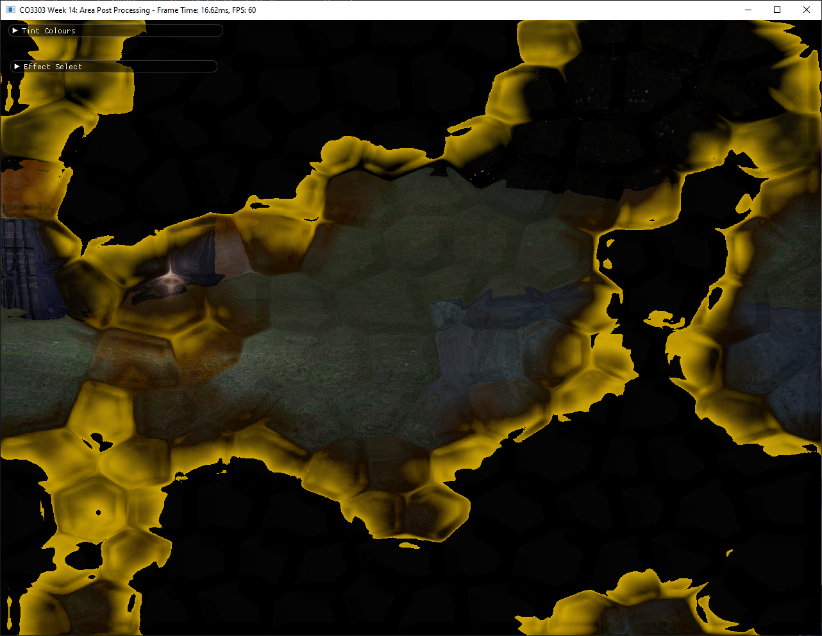 CO3303 Week 14: Area Post Processing - Frame Time: 16.62ms, FPS: 60
Tint Colours
Effect Select